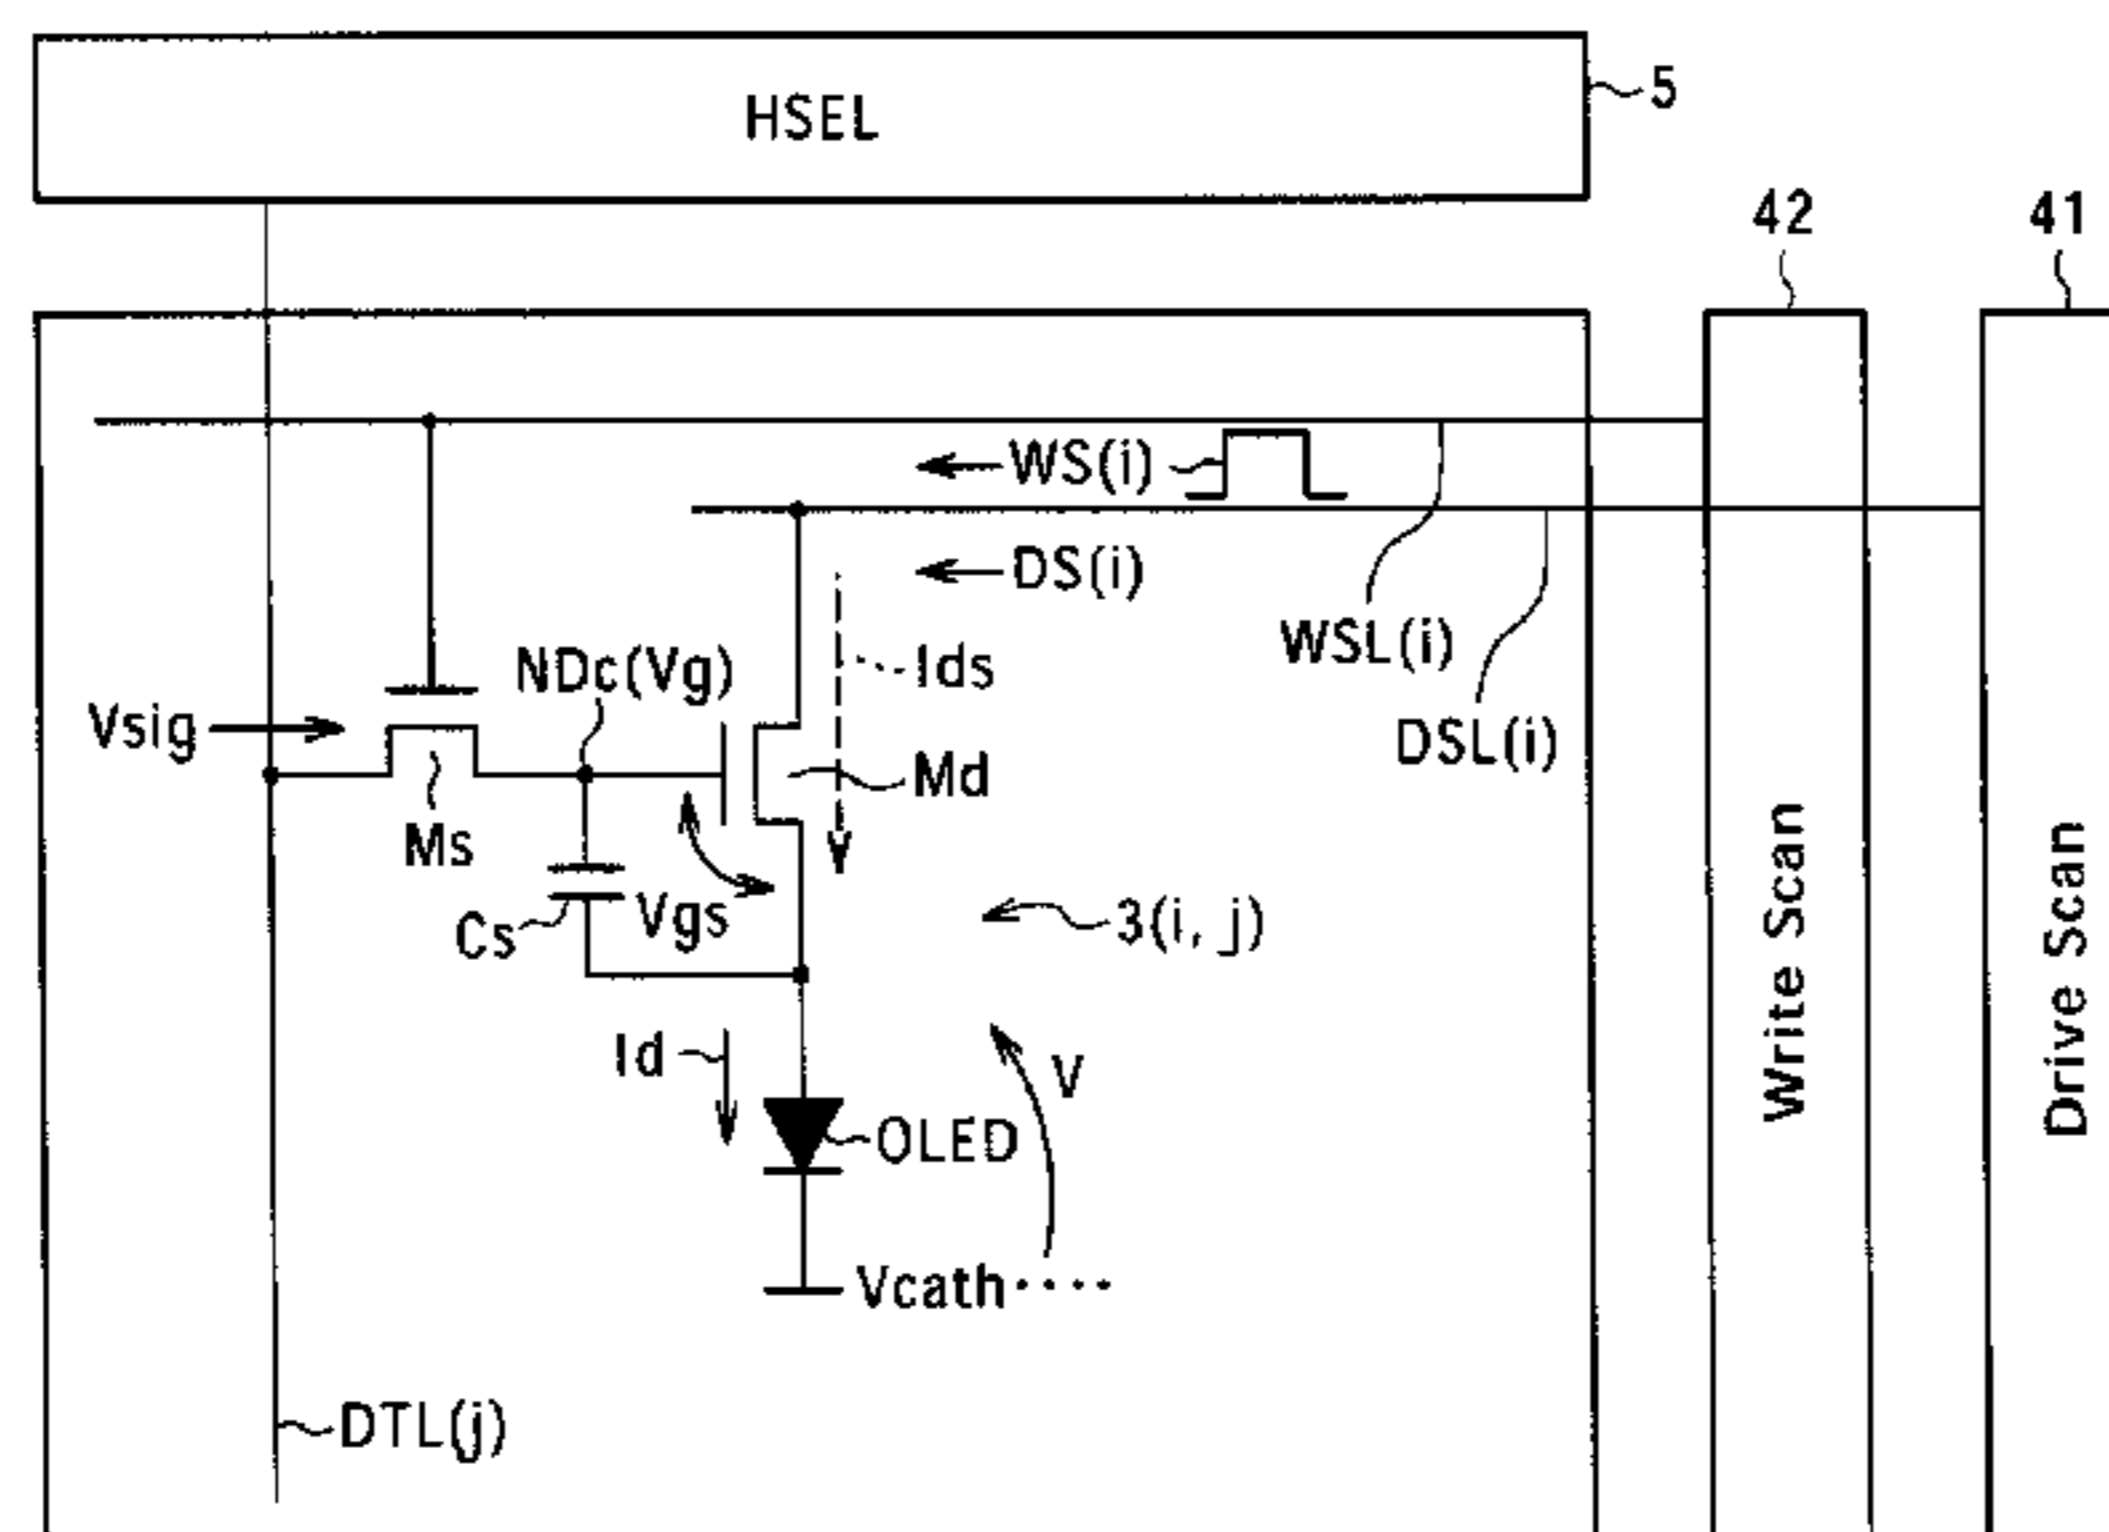 HSEL
5
42
41
WS(i)
DS(i)
WSL(i)
DSL(i)
NDc(Vg)
Ids
Vsig
Md
Ms
Vgs
Cs
3(i, j)
Id
V
OLED
Vcath····
DTL(j)
Write Scan
Drive Scan